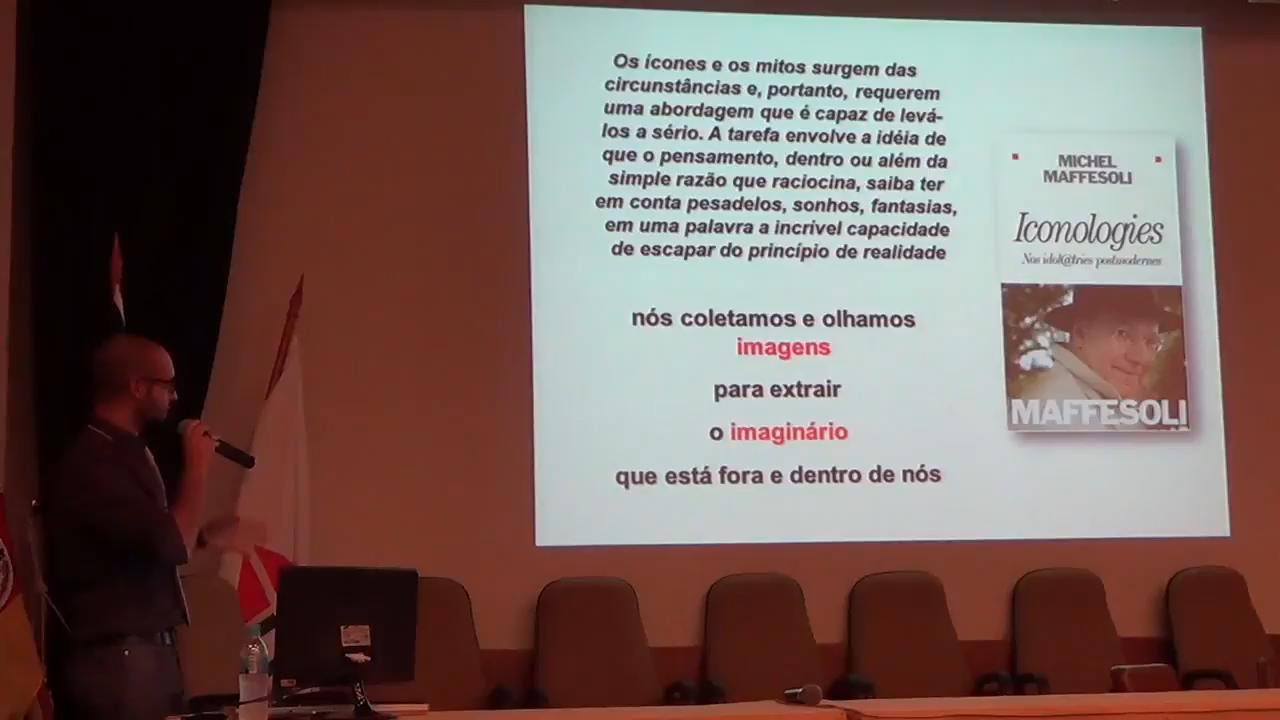 Os ícones e os mitos surgem das
circunstâncias e, portanto, requerem
uma abordagem que é capaz de levá-
los a sério. A tarefa envolve a idéia de
que o pensamento, dentro ou além da
simple razão que raciocina, saiba ter
em conta pesadelos, sonhos, fantasias,
em uma palavra a incrivel capacidade
de escapar do princípio de realidade
nós coletamos e olhamos
imagens
para extrair
o imaginário
que está fora e dentro de nós
MICHEL
MAFFESOLI
Iconologies
Nos idol@tries postmodernes
MAFFESOLI